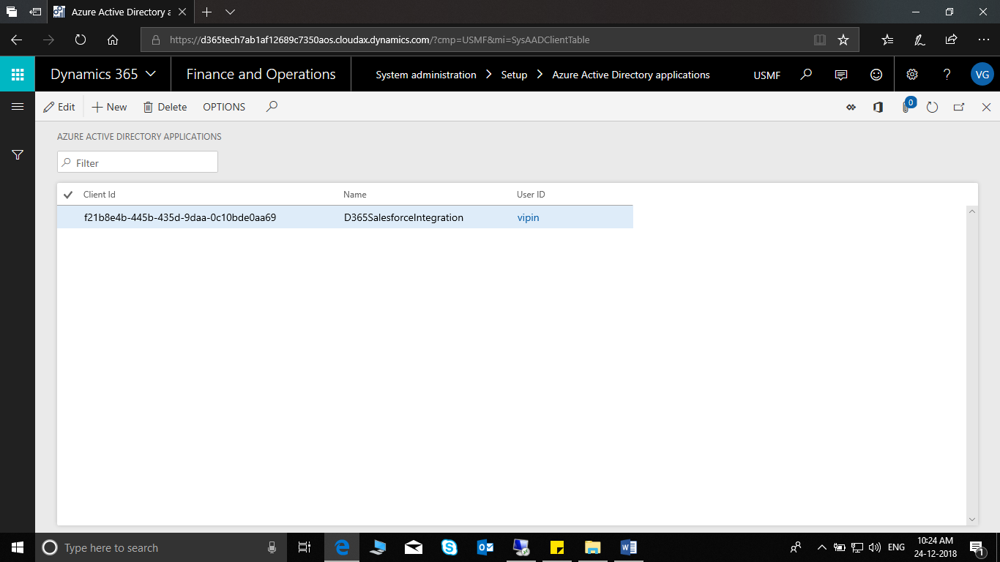 Azure Active Directory a
https://d365tech7ab1af12689c7350aos.cloudax.dynamics.com/?cmp=USMF&mi=SysAADClientTable
Dynamics 365 Finance and Operations System administration Setup Azure Active Directory applications USMF ? VG
Edit New Delete OPTIONS 0
AZURE ACTIVE DIRECTORY APPLICATIONS
Filter
Client Id Name User ID
f21b8e4b-445b-435d-9daa-0c10bde0aa69 D365SalesforceIntegration vipin
Type here to search ENG 10:24 AM
24-12-2018 1